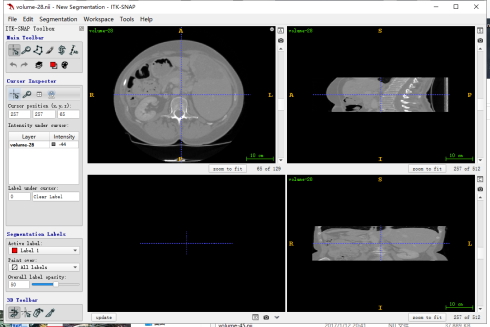 volume-28.nii - New Segmentation - ITK-SNAP
File Edit Segmentation Workspace Tools Help
ITK-SNAP Toolbox
Main Toolbar
Cursor Inspector
Cursor position (x,y,z):
257 257 65
Intensity under cursor:
Layer Intensity
volume-28 -44
Label under cursor:
0 Clear Label
Segmentation Labels
Active label:
Label 1
Paint over:
All labels
Overall label opacity:
50
3D Toolbar
volume-28
A
R
L
10 cm
zoom to fit 65 of 129
volume-28
S
A
P
I
10 cm
zoom to fit 257 of 512
update
volume-28
S
R
L
I
10 cm
zoom to fit 257 of 512